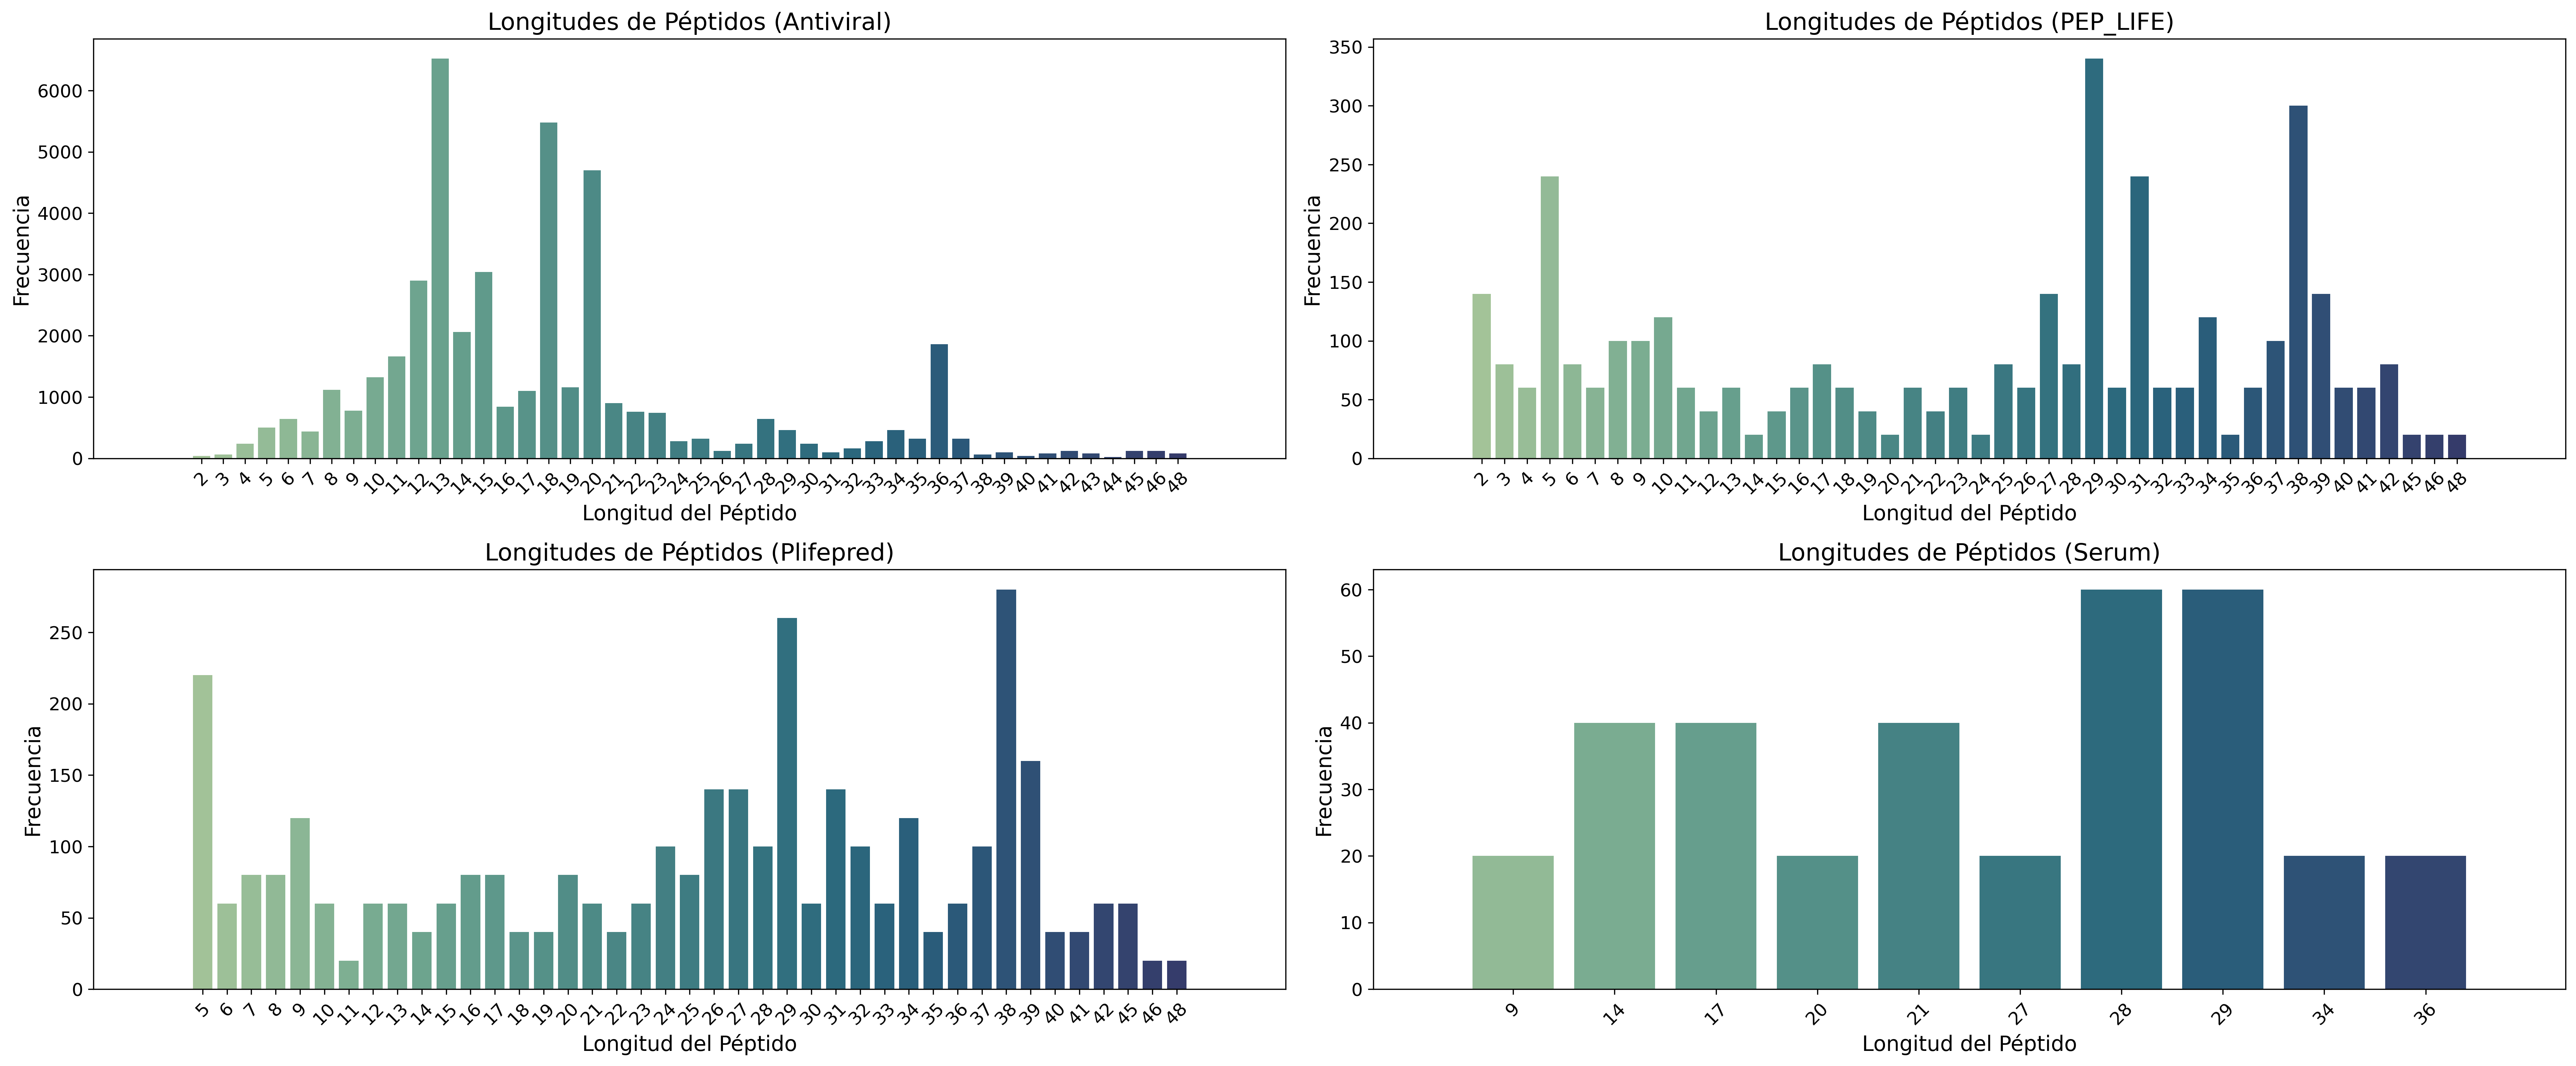 Longitudes de Péptidos (Antiviral)
Frecuencia
6000
5000
4000
3000
2000
1000
0
2 3 4 5 6 7 8 9 10 11 12 13 14 15 16 17 18 19 20 21 22 23 24 25 26 27 28 29 30 31 32 33 34 35 36 37 38 39 40 41 42 43 44 45 46 48
Longitud del Péptido
Longitudes de Péptidos (PEP_LIFE)
Frecuencia
350
300
250
200
150
100
50
0
2 3 4 5 6 7 8 9 10 11 12 13 14 15 16 17 18 19 20 21 22 23 24 25 26 27 28 29 30 31 32 33 34 35 36 37 38 39 40 41 42 45 46 48
Longitud del Péptido
Longitudes de Péptidos (Plifepred)
Frecuencia
250
200
150
100
50
0
5 6 7 8 9 10 11 12 13 14 15 16 17 18 19 20 21 22 23 24 25 26 27 28 29 30 31 32 33 34 35 36 37 38 39 40 41 42 45 46 48
Longitud del Péptido
Longitudes de Péptidos (Serum)
Frecuencia
60
50
40
30
20
10
0
9 14 17 20 21 27 28 29 34 36
Longitud del Péptido